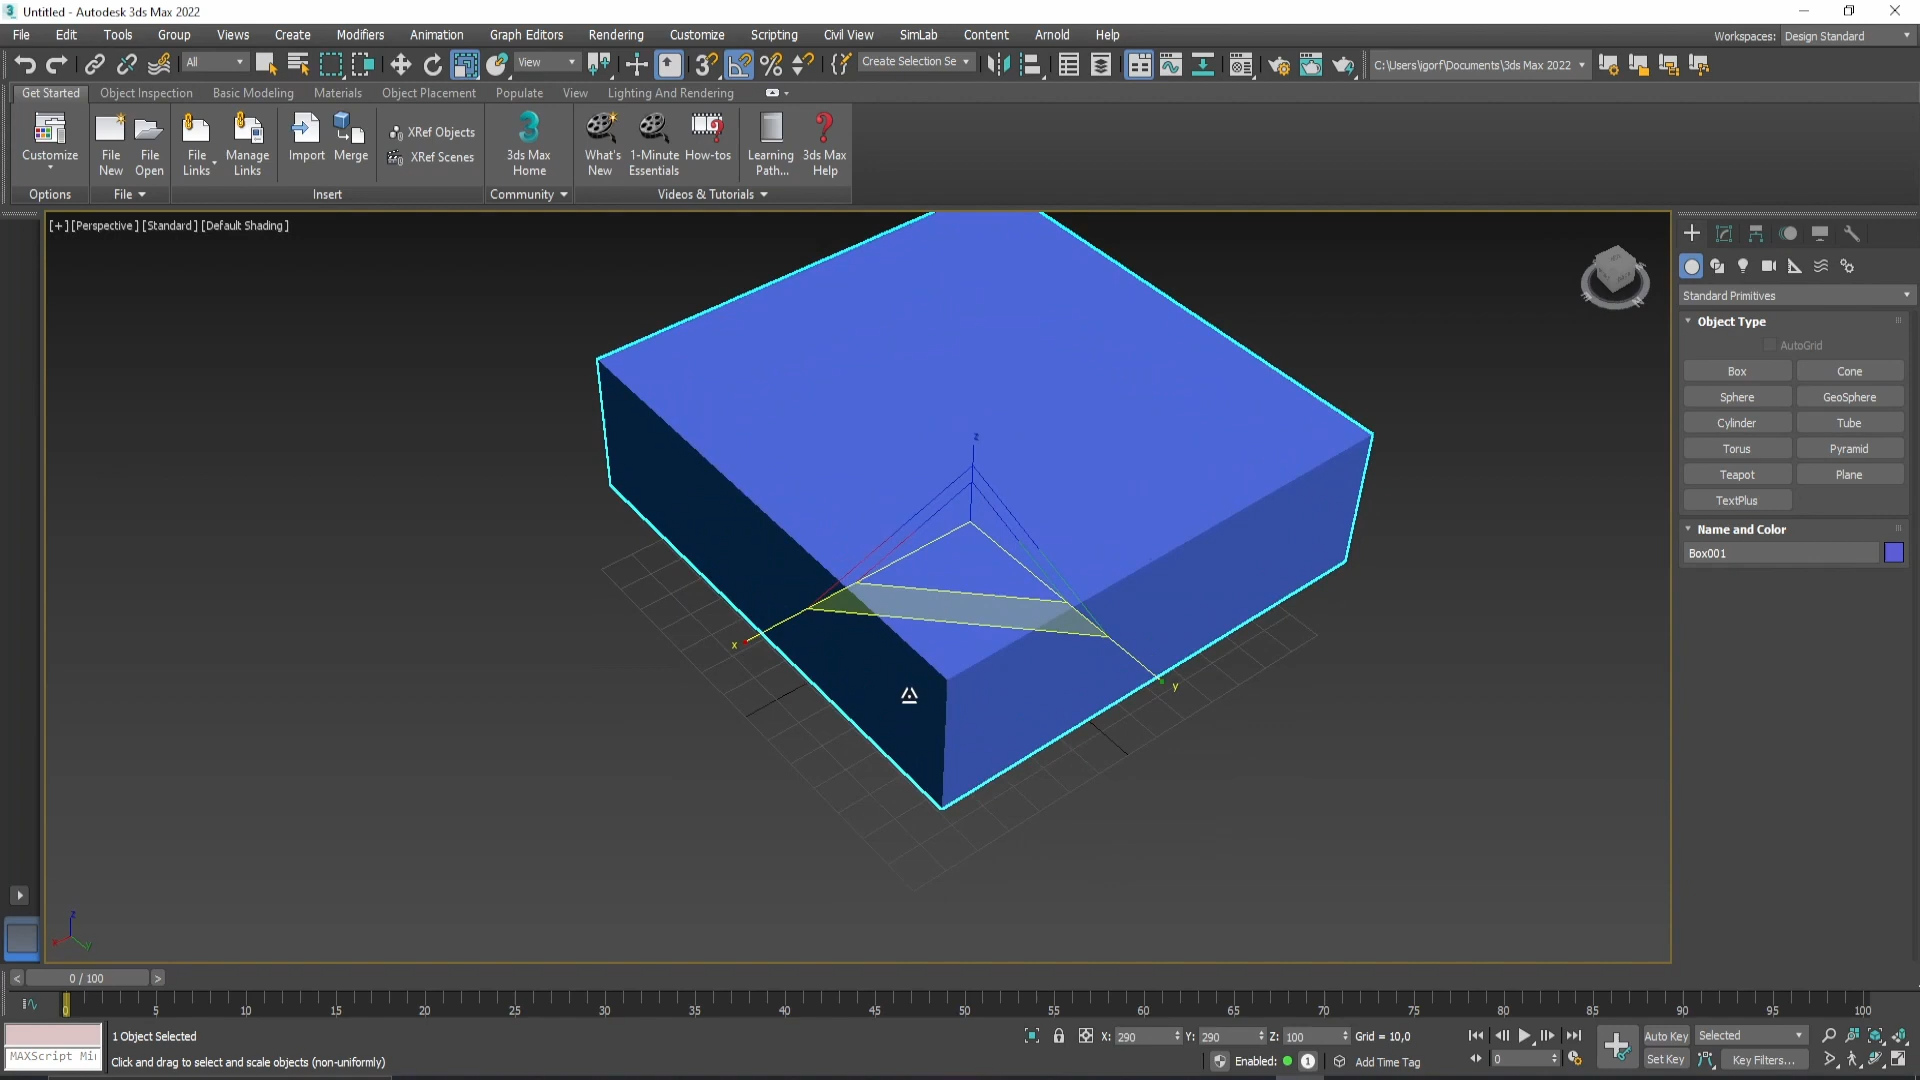 Untitled - Autodesk 3ds Max 2022
File Edit Tools Group Views Create Modifiers Animation Graph Editors Rendering Customize Scripting Civil View SimLab Content Arnold Help Workspaces: Design Standard
All View Create Selection Se C:\Users\igorf\Documents\3ds Max 2022
Get Started Object Inspection Basic Modeling Materials Object Placement Populate View Lighting And Rendering
Customize
File New
File Open
File Links
Manage Links
Import
Merge
XRef Objects
XRef Scenes
3ds Max Home
What's New
1-Minute Essentials
How-tos
Learning Path...
3ds Max Help
Options File Insert Community Videos & Tutorials
[+] [Perspective] [Standard] [Default Shading]
z
x
y
z
x
y
Standard Primitives
Object Type
AutoGrid
Box Cone
Sphere GeoSphere
Cylinder Tube
Torus Pyramid
Teapot Plane
TextPlus
Name and Color
Box001
< 0 / 100 >
0 5 10 15 20 25 30 35 40 45 50 55 60 65 70 75 80 85 90 95 100
1 Object Selected X: 290 Y: 290 Z: 100 Grid = 10,0 Auto Key Selected
MAXScript Mi
Click and drag to select and scale objects (non-uniformly) Enabled: 1 Add Time Tag 0 Set Key Key Filters...